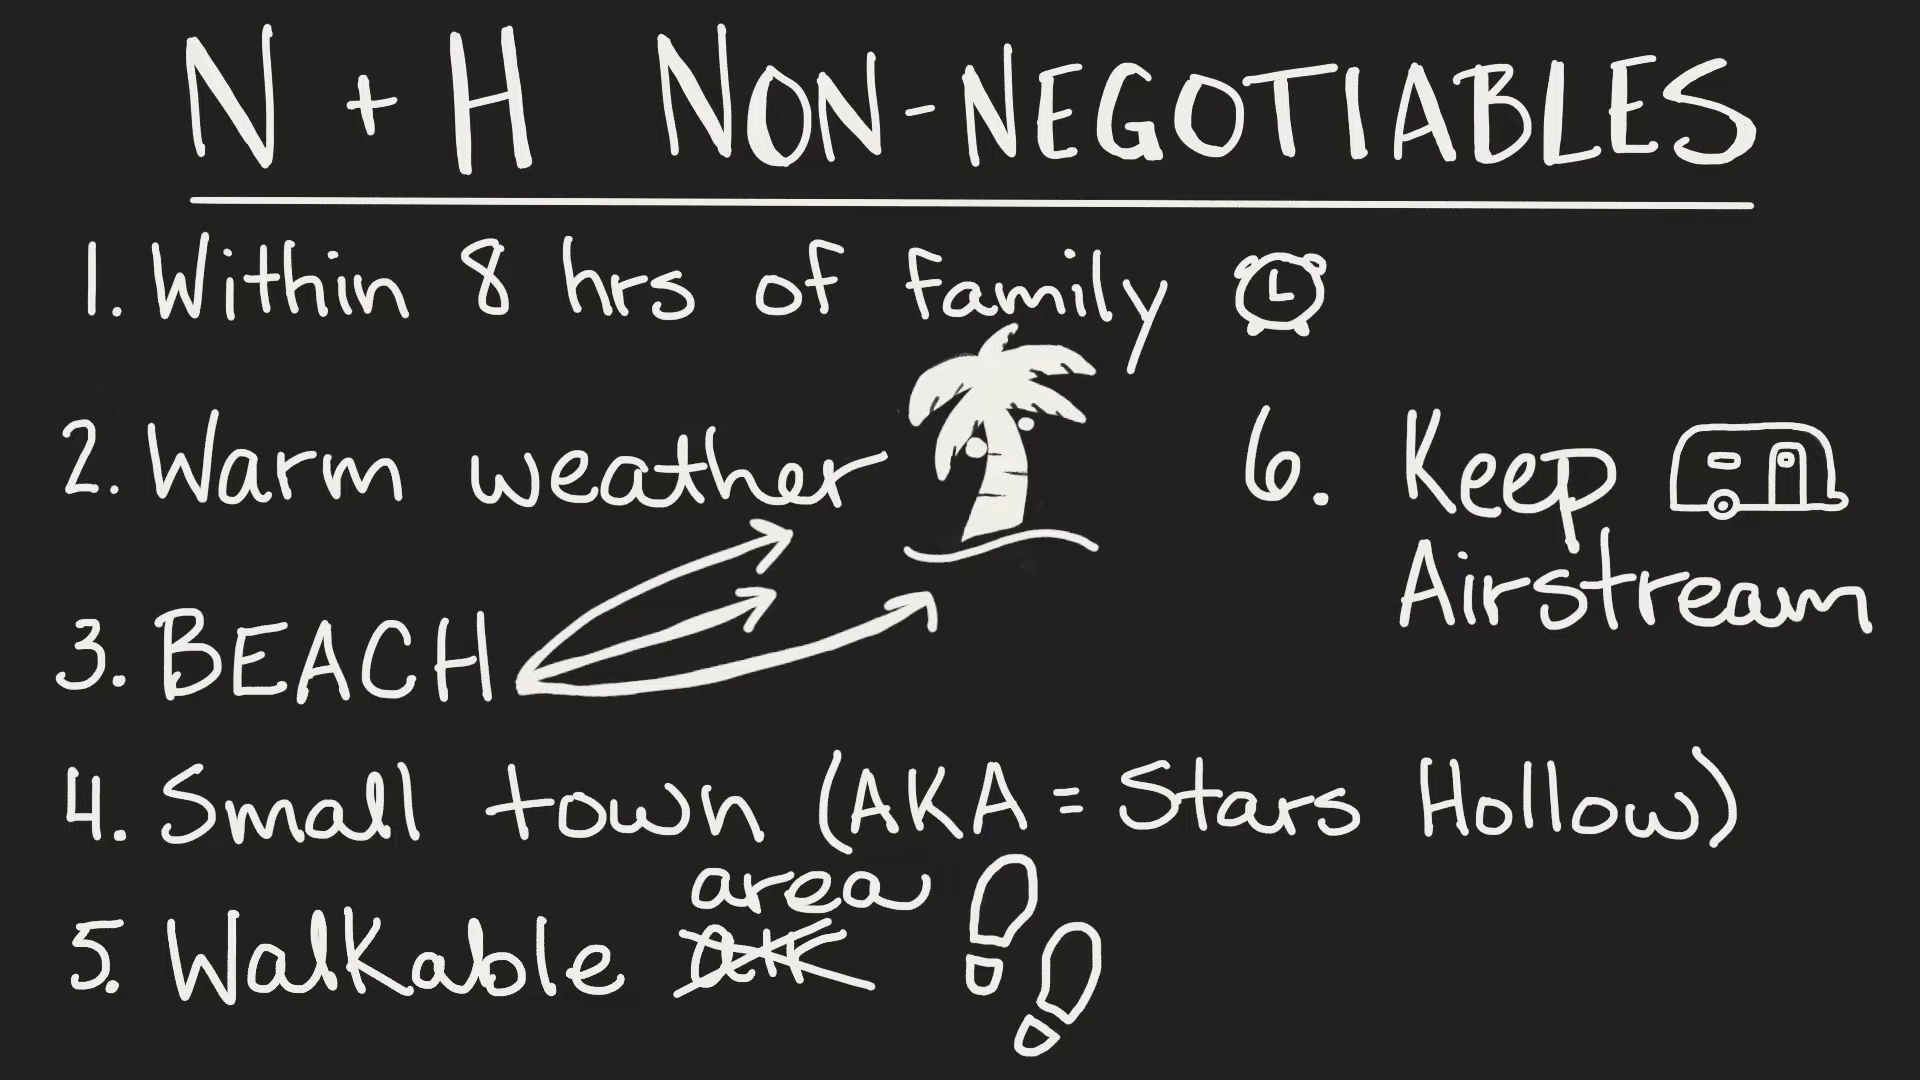 N + H NON-NEGOTIABLES
1. Within 8 hrs of family
2. Warm weather
3. BEACH
4. Small town (AKA = Stars Hollow)
5. Walkable area
6. Keep
Airstream